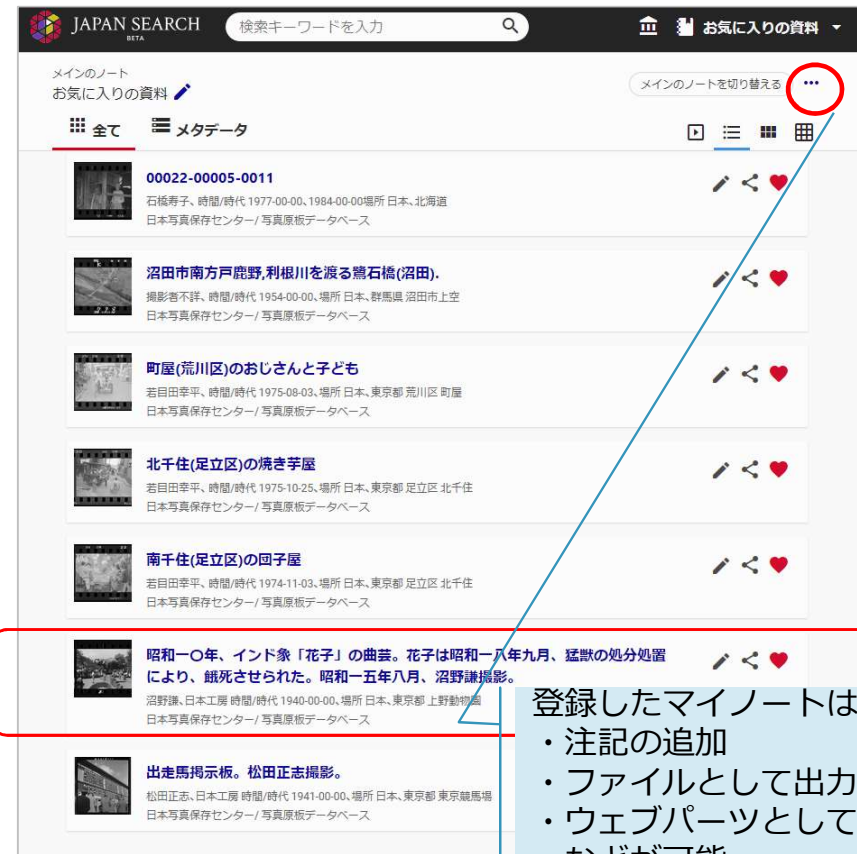 JAPAN SEARCH
BETA
検索キーワードを入力
お気に入りの資料
メインのノート
お気に入りの資料
メインのノートを切り替える
全て
メタデータ
00022-00005-0011
石橋寿子、時間/時代 1977-00-00、1984-00-00場所 日本、北海道
日本写真保存センター/ 写真原板データベース
沼田市南方戸鹿野,利根川を渡る鷺石橋(沼田).
撮影者不詳、時間/時代 1954-00-00、場所 日本、群馬県 沼田市上空
日本写真保存センター/ 写真原板データベース
町屋(荒川区)のおじさんと子ども
若目田幸平、時間/時代 1975-08-03、場所 日本、東京都 荒川区 町屋
日本写真保存センター/ 写真原板データベース
北千住(足立区)の焼き芋屋
若目田幸平、時間/時代 1975-10-25、場所 日本、東京都 足立区 北千住
日本写真保存センター/ 写真原板データベース
南千住(足立区)の団子屋
若目田幸平、時間/時代 1974-11-03、場所 日本、東京都 足立区 北千住
日本写真保存センター/ 写真原板データベース
昭和一〇年、インド象「花子」の曲芸。花子は昭和一八年九月、猛獣の処分処置
により、餓死させられた。昭和一五年八月、沼野謙撮影。
沼野謙、日本工房 時間/時代 1940-00-00、場所 日本、東京都 上野動物園
日本写真保存センター/ 写真原板データベース
登録したマイノートは
・注記の追加
・ファイルとして出力
・ウェブパーツとして
出走馬掲示板。松田正志撮影。
松田正志、日本工房 時間/時代 1941-00-00、場所 日本、東京都 東京競馬場
日本写真保存センター/ 写真原板データベース